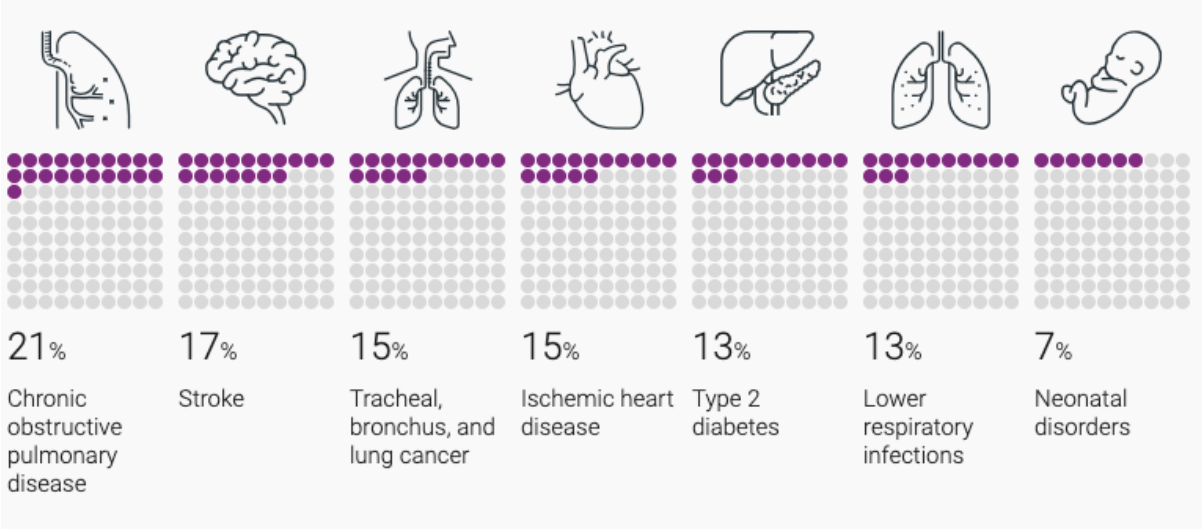 21%
Chronic
obstructive
pulmonary
disease
17%
Stroke
15%
Tracheal,
bronchus, and
lung cancer
15%
Ischemic heart
disease
13%
Type 2
diabetes
13%
Lower
respiratory
infections
7%
Neonatal
disorders